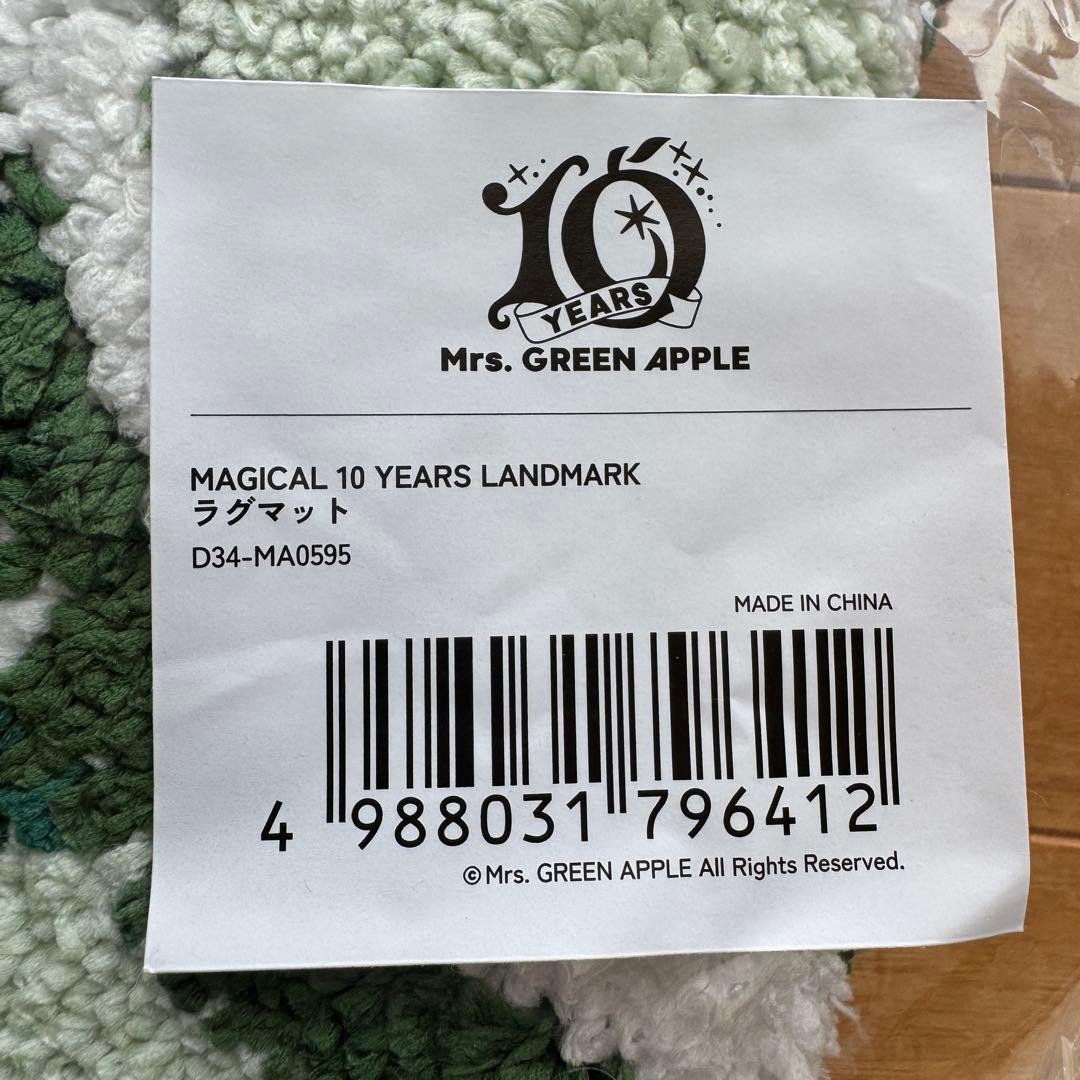 10
YEARS
Mrs. GREEN APPLE
MAGICAL 10 YEARS LANDMARK
ラグマット
D34-MA0595
MADE IN CHINA
4 988031 796412
©Mrs. GREEN APPLE All Rights Reserved.